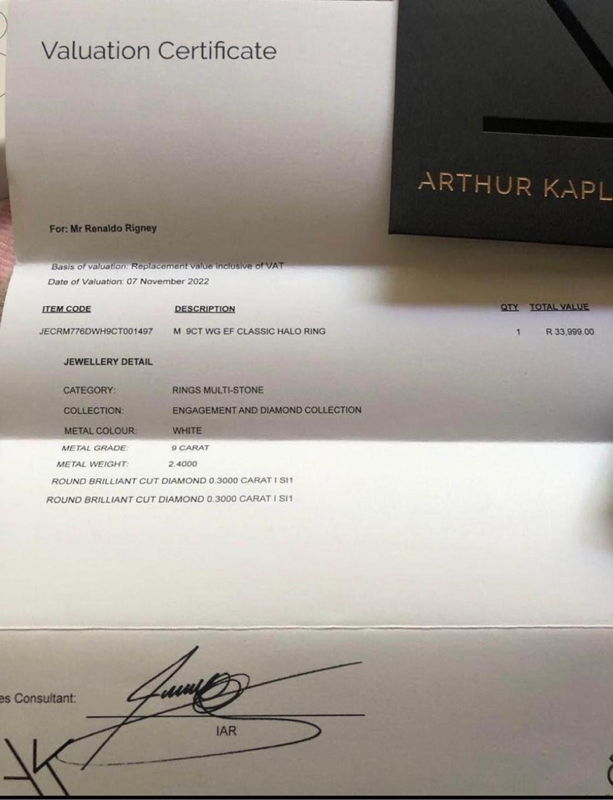 Valuation Certificate
ARTHUR KAPL
For: Mr Renaldo Rigney
Basis of valuation: Replacement value inclusive of VAT
Date of Valuation: 07 November 2022
ITEM CODE DESCRIPTION QTY TOTAL VALUE
JECRM776DWH9CT001497 M 9CT WG EF CLASSIC HALO RING 1 R 33,999.00
JEWELLERY DETAIL
CATEGORY: RINGS MULTI-STONE
COLLECTION: ENGAGEMENT AND DIAMOND COLLECTION
METAL COLOUR: WHITE
METAL GRADE: 9 CARAT
METAL WEIGHT: 2.4000
ROUND BRILLIANT CUT DIAMOND 0.3000 CARAT I SI1
ROUND BRILLIANT CUT DIAMOND 0.3000 CARAT I SI1
es Consultant:
IAR
AK